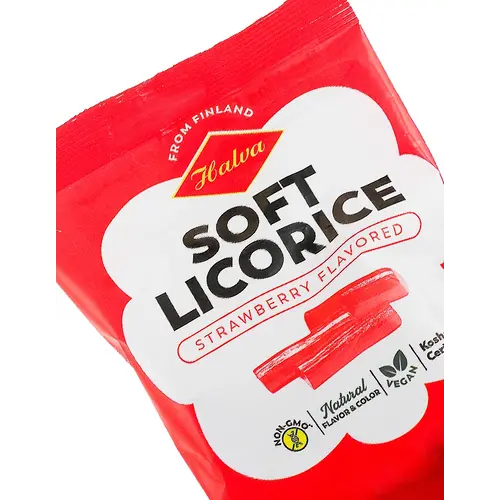 FROM FINLAND
Halva
SOFT
LICORICE
STRAWBERRY FLAVORED
NON-GMO
Natural
FLAVOR & COLOR
VEGAN